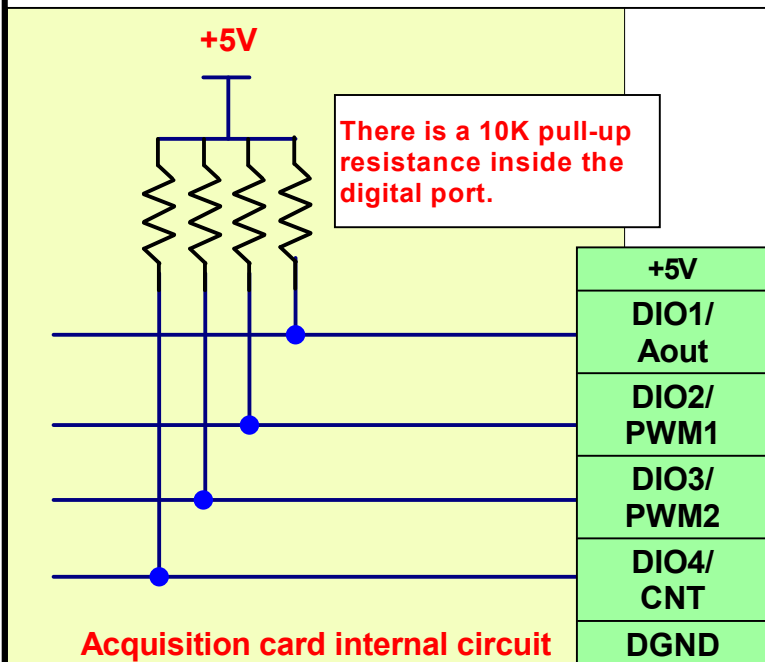 +5V
There is a 10K pull-up
resistance inside the
digital port.
+5V
DIO1/
Aout
DIO2/
PWM1
DIO3/
PWM2
DIO4/
CNT
Acquisition card internal circuit
DGND